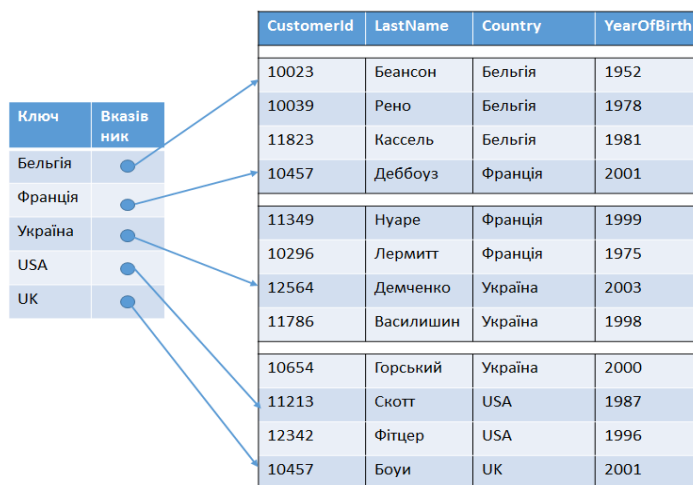 CustomerId LastName Country YearOfBirth
10023 Беансон Бельгія 1952
10039 Рено Бельгія 1978
11823 Кассель Бельгія 1981
10457 Деббоуз Франція 2001
11349 Нуаре Франція 1999
10296 Лермитт Франція 1975
12564 Демченко Україна 2003
11786 Василишин Україна 1998
10654 Горський Україна 2000
11213 Скотт USA 1987
12342 Фітцер USA 1996
10457 Боуи UK 2001
Ключ Вказів
ник
Бельгія
Франція
Україна
USA
UK